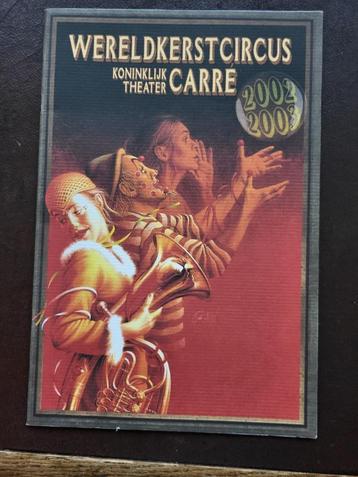 WERELDKERSTCIRCUS
KONINKLIJK
THEATER
CARRÉ
2002
2003